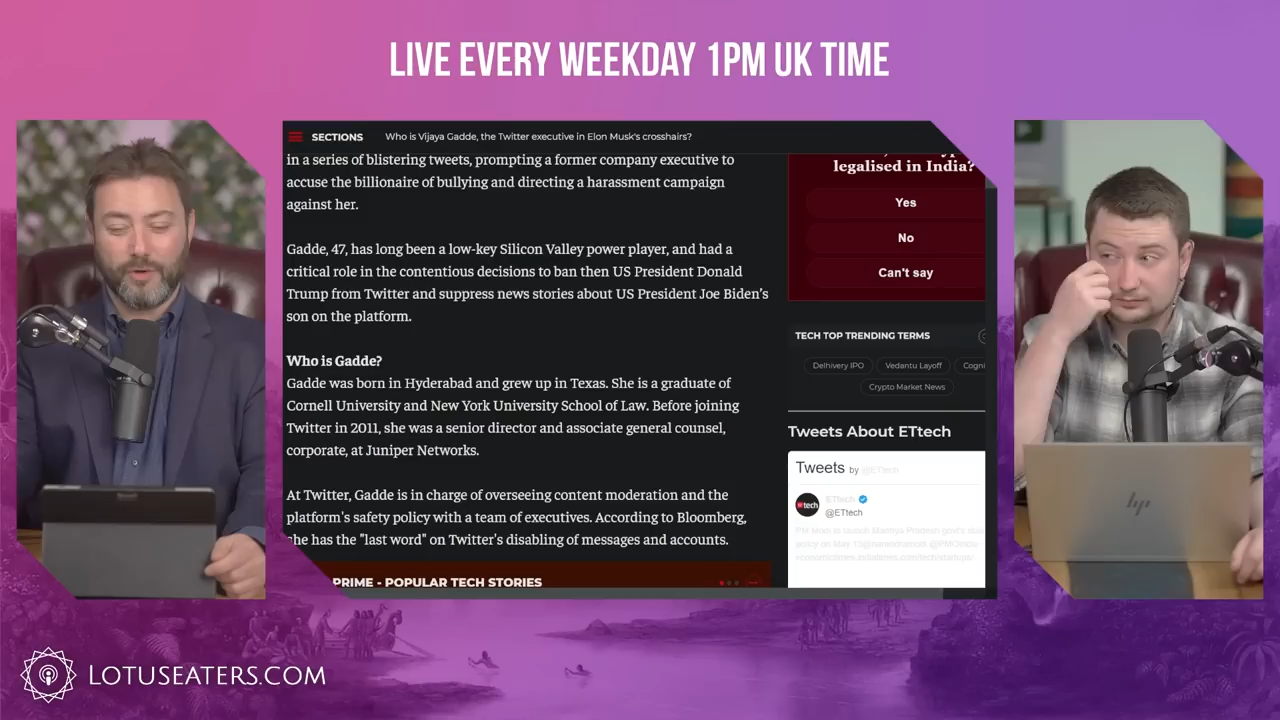 LIVE EVERY WEEKDAY 1PM UK TIME
SECTIONS
Who is Vijaya Gadde, the Twitter executive in Elon Musk's crosshairs?
in a series of blistering tweets, prompting a former company executive to
accuse the billionaire of bullying and directing a harassment campaign
against her.
Gadde, 47, has long been a low-key Silicon Valley power player, and had a
critical role in the contentious decisions to ban then US President Donald
Trump from Twitter and suppress news stories about US President Joe Biden's
son on the platform.
Who is Gadde?
Gadde was born in Hyderabad and grew up in Texas. She is a graduate of
Cornell University and New York University School of Law. Before joining
Twitter in 2011, she was a senior director and associate general counsel,
corporate, at Juniper Networks.
At Twitter, Gadde is in charge of overseeing content moderation and the
platform's safety policy with a team of executives. According to Bloomberg,
she has the "last word" on Twitter's disabling of messages and accounts.
PRIME - POPULAR TECH STORIES
legalised in India?
Yes
No
Can't say
TECH TOP TRENDING TERMS
Delhivery IPO
Vedantu Layoff
Cogni
Crypto Market News
Tweets About ETtech
Tweets by @ETtech
ETtech
@ETtech
hp
LOTUSEATERS.COM